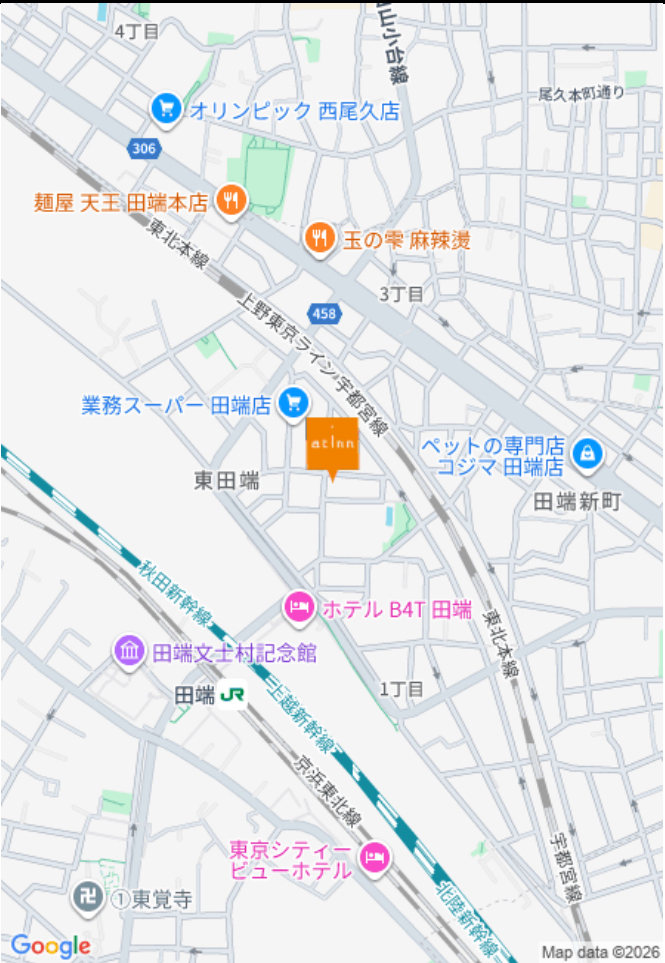 4丁目
山小台線
尾久本町通り
オリンピック 西尾久店
306
麺屋 天王 田端本店
東北本線
玉の雫 麻辣燙
3丁目
上野東京ライン
458
宇都宮線
業務スーパー 田端店
atinn
ペットの専門店
コジマ 田端店
東田端
田端新町
秋田新幹線
ホテル B4T 田端
東北本線
田端文士村記念館
田端 JR
1丁目
上越新幹線
京浜東北線
東京シティー
ビューホテル
宇都宮線
①東覚寺
北陸新幹線
Google
Map data ©2026